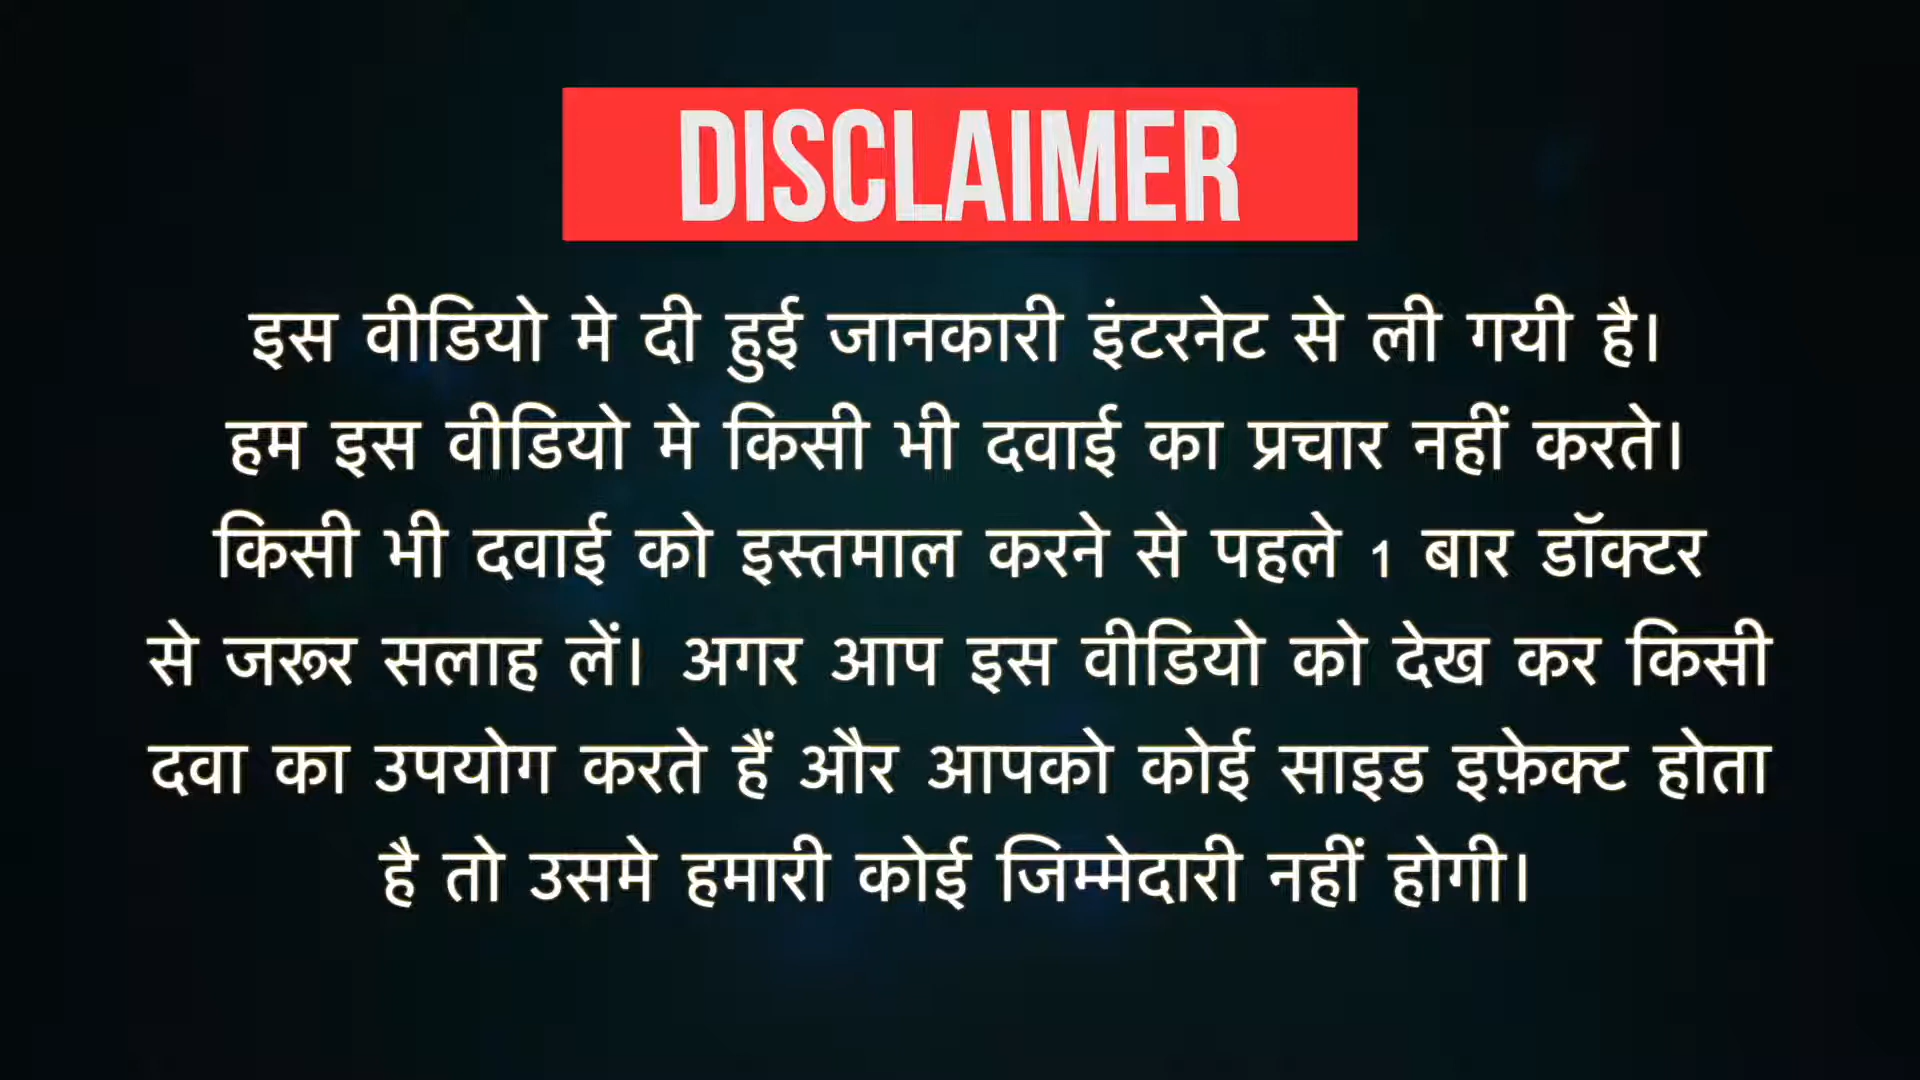 DISCLAIMER
इस वीडियो मे दी हुई जानकारी इंटरनेट से ली गयी है।
हम इस वीडियो मे किसी भी दवाई का प्रचार नहीं करते।
किसी भी दवाई को इस्तमाल करने से पहले 1 बार डॉक्टर
से जरूर सलाह लें। अगर आप इस वीडियो को देख कर किसी
दवा का उपयोग करते हैं और आपको कोई साइड इफ़ेक्ट होता
है तो उसमे हमारी कोई जिम्मेदारी नहीं होगी।